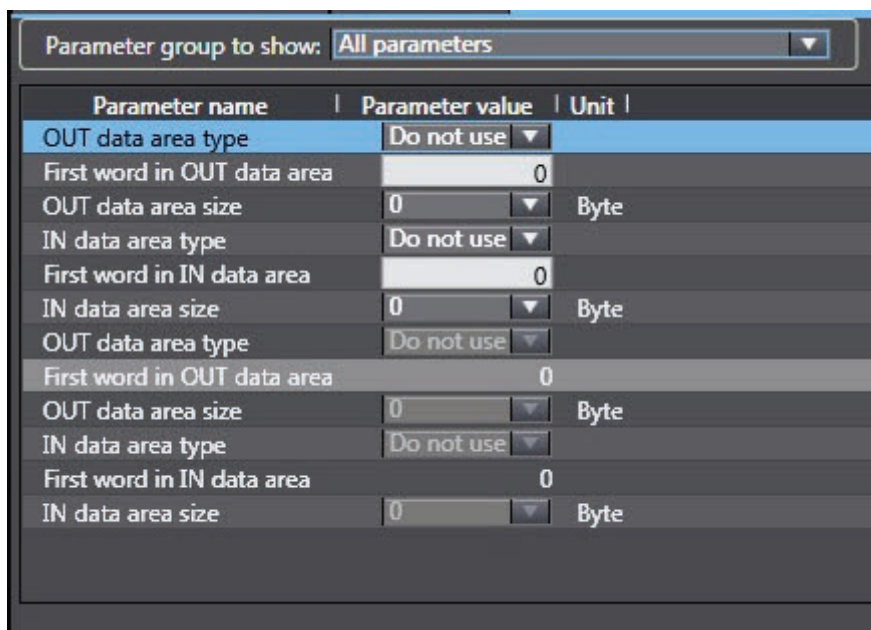 Parameter group to show: All parameters
Parameter name | Parameter value | Unit |
OUT data area type Do not use
First word in OUT data area 0
OUT data area size 0 Byte
IN data area type Do not use
First word in IN data area 0
IN data area size 0 Byte
OUT data area type Do not use
First word in OUT data area 0
OUT data area size 0 Byte
IN data area type Do not use
First word in IN data area 0
IN data area size 0 Byte